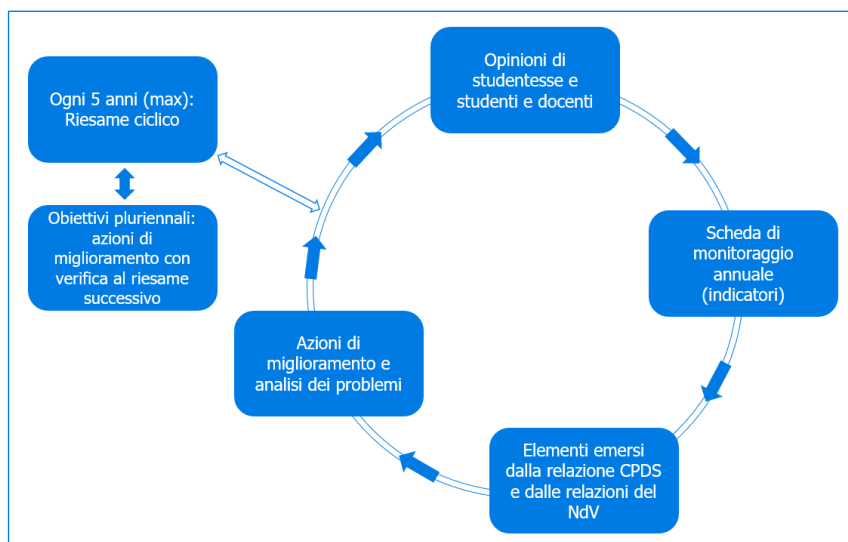 Opinioni di
studentesse e
studenti e docenti
Ogni 5 anni (max):
Riesame ciclico
Obiettivi pluriennali:
azioni di
miglioramento con
verifica al riesame
successivo
Scheda di
monitoraggio
annuale
(indicatori)
Azioni di
miglioramento e
analisi dei problemi
Elementi emersi
dalla relazione CPDS
e dalle relazioni del
NdV